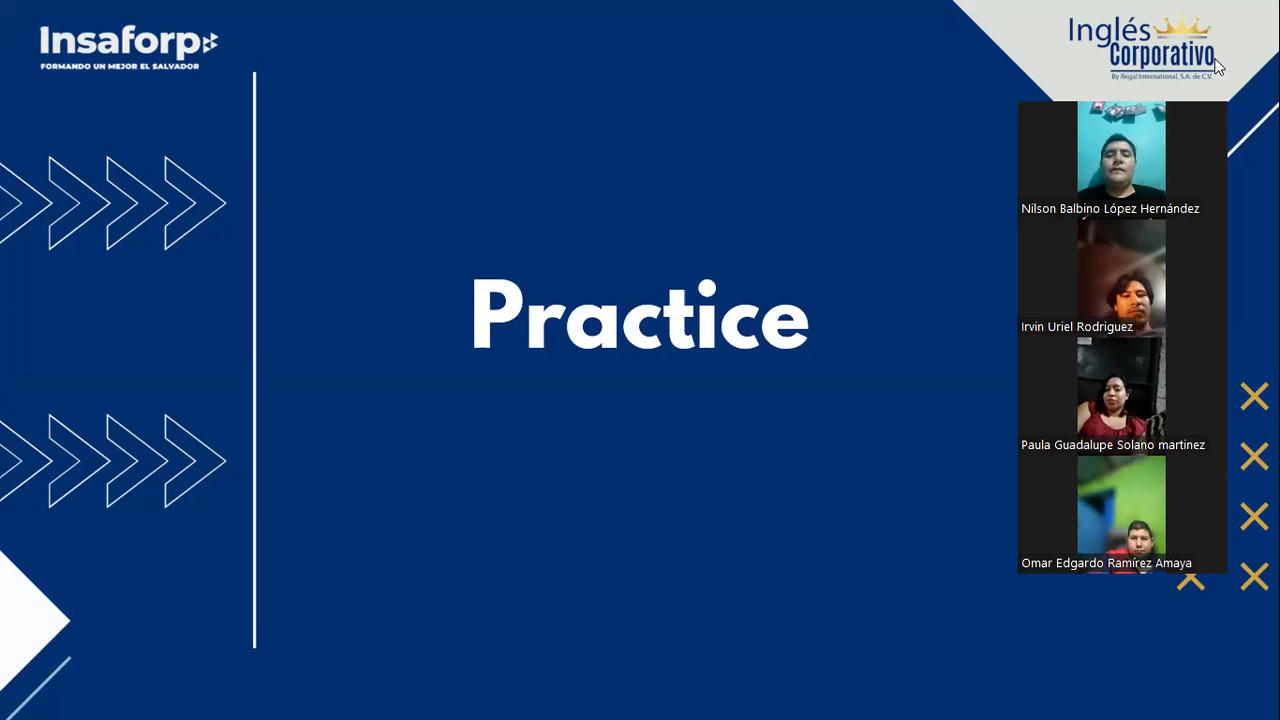 Insaforp
FORMANDO UN MEJOR EL SALVADOR
Inglés
Corporativo
By Regal International, S.A. de C.V.
Practice
Nilson Balbino López Hernández
Irvin Uriel Rodriguez
Paula Guadalupe Solano martinez
Omar Edgardo Ramírez Amaya